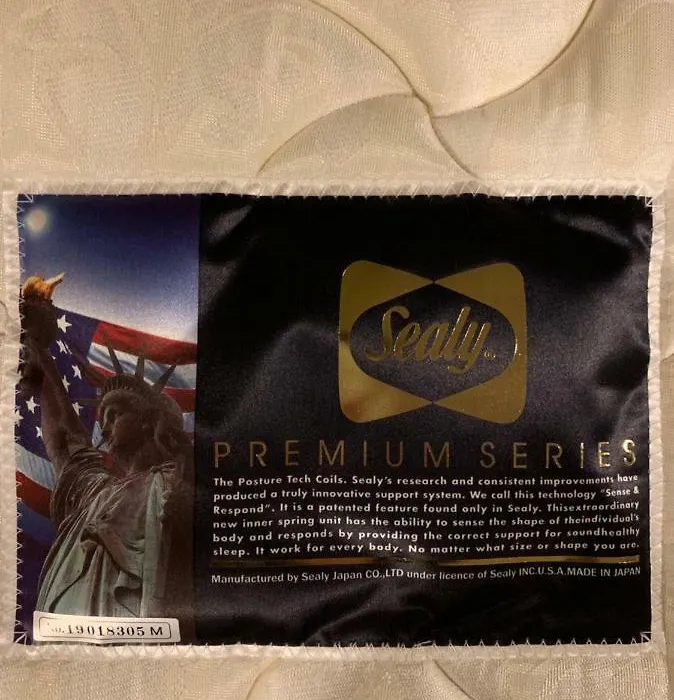 Sealy
PREMIUM SERIES
The Posture Tech Coils. Sealy's research and consistent improvements have
produced a truly innovative support system. We call this technology "Sense &
Respond". It is a patented feature found only in Sealy. Thisextraordinary
new inner spring unit has the ability to sense the shape of theindividual's
body and responds by providing the correct support for soundhealthy
sleep. It work for every body. No matter what size or shape you are.
Manufactured by Sealy Japan CO.,LTD under licence of Sealy INC.U.S.A.MADE IN JAPAN
No.19018305 M